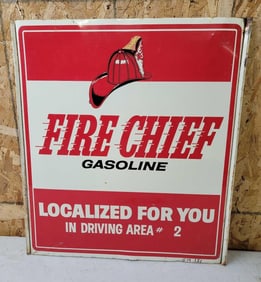 FIRE CHIEF
GASOLINE
LOCALIZED FOR YOU
IN DRIVING AREA # 2